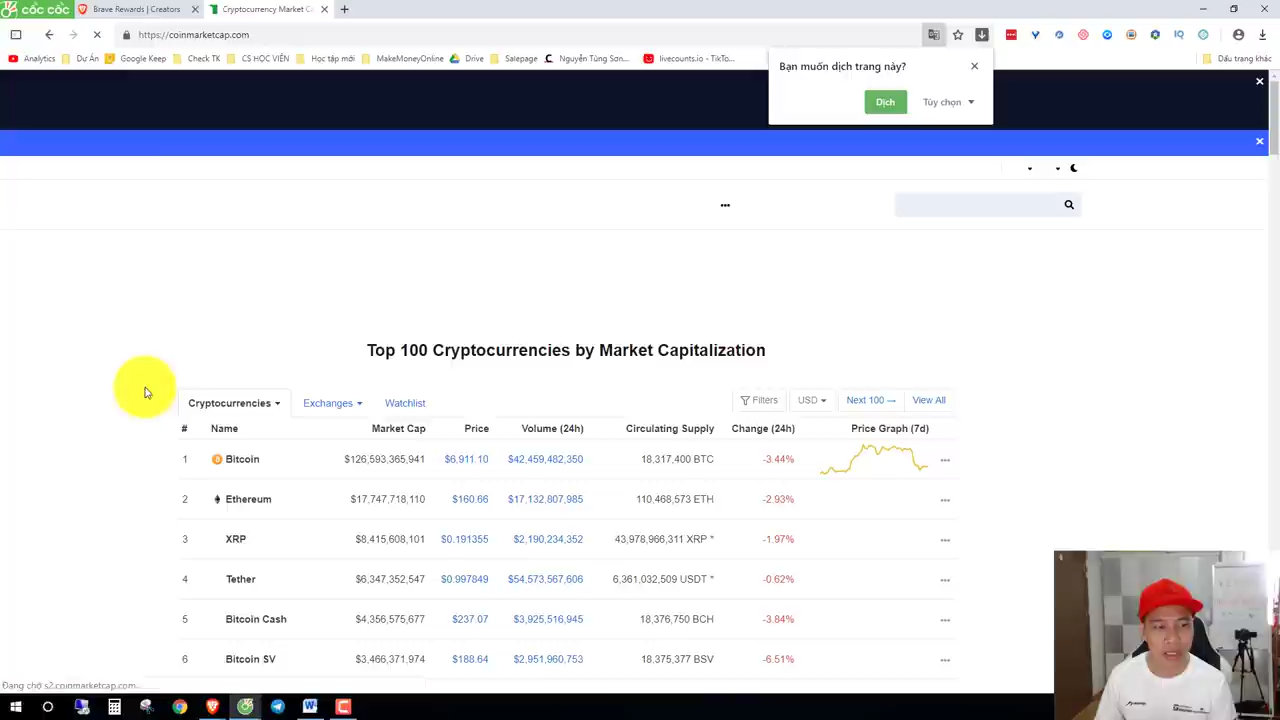 CỐC CỐC
Brave Rewards | Creators
Cryptocurrency Market C
https://coinmarketcap.com
Analytics
Dự Án
Google Keep
Check TK
CS HỌC VIÊN
Học tập mới
MakeMoneyOnline
Drive
Salepage
Nguyễn Tùng Sơn...
livecounts.io - TikTo...
Dấu trang khác
Bạn muốn dịch trang này?
Dịch
Tùy chọn
Top 100 Cryptocurrencies by Market Capitalization
Cryptocurrencies Exchanges Watchlist Filters USD Next 100 → View All
# Name Market Cap Price Volume (24h) Circulating Supply Change (24h) Price Graph (7d)
1 Bitcoin $126,593,365,941 $6,911.10 $42,459,482,350 18,317,400 BTC -3.44%
2 Ethereum $17,747,718,110 $160.66 $17,132,807,985 110,468,573 ETH -2.93%
3 XRP $8,415,608,101 $0.191355 $2,190,234,352 43,978,966,311 XRP * -1.97%
4 Tether $6,347,352,547 $0.997849 $54,573,567,606 6,361,032,509 USDT * -0.62%
5 Bitcoin Cash $4,356,575,677 $237.07 $3,925,516,945 18,376,750 BCH -3.84%
6 Bitcoin SV $3,466,371,974 $188.64 $2,951,960,753 18,375,377 BSV -6.51%
Đang chờ s2.coinmarketcap.com...